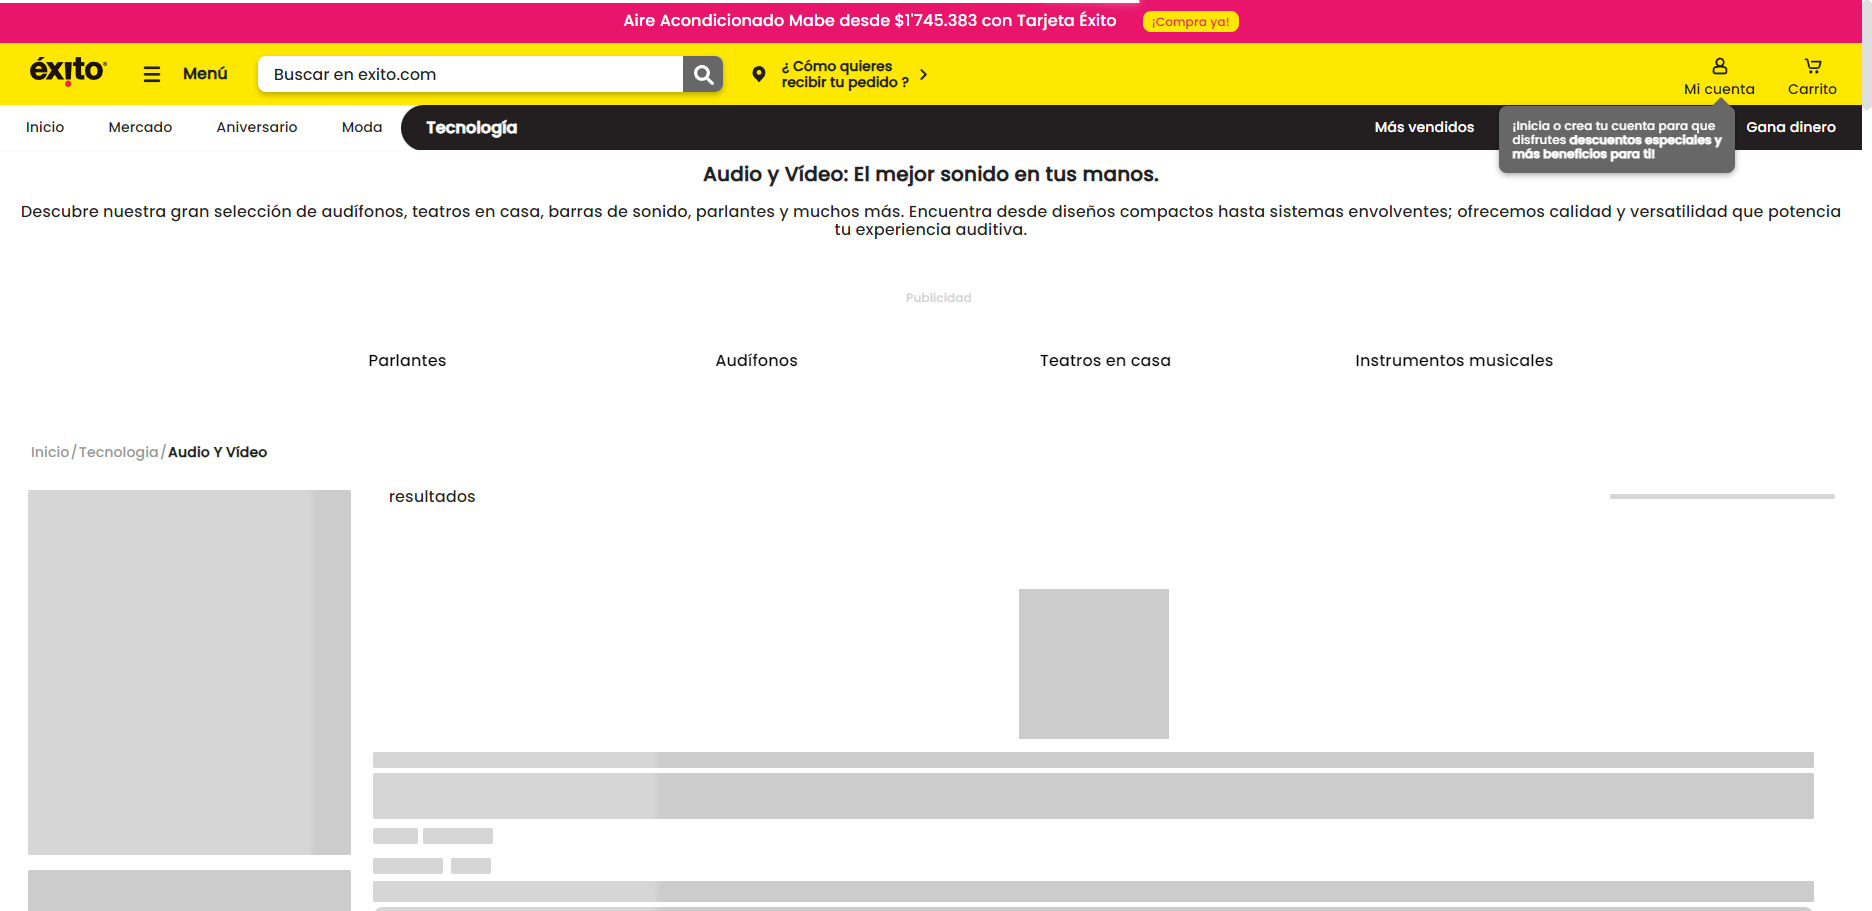 Aire Acondicionado Mabe desde $1'745.383 con Tarjeta Éxito ¡Compra ya!
éxito
Menú
Buscar en exito.com
¿ Cómo quieres
recibir tu pedido ?
Mi cuenta
Carrito
Inicio Mercado Aniversario Moda Tecnología Más vendidos Gana dinero
¡Inicia o crea tu cuenta para que
disfrutes descuentos especiales y
más beneficios para ti!
Audio y Vídeo: El mejor sonido en tus manos.
Descubre nuestra gran selección de audífonos, teatros en casa, barras de sonido, parlantes y muchos más. Encuentra desde diseños compactos hasta sistemas envolventes; ofrecemos calidad y versatilidad que potencia
tu experiencia auditiva.
Publicidad
Parlantes Audífonos Teatros en casa Instrumentos musicales
Inicio/Tecnologia/Audio Y Vídeo
resultados